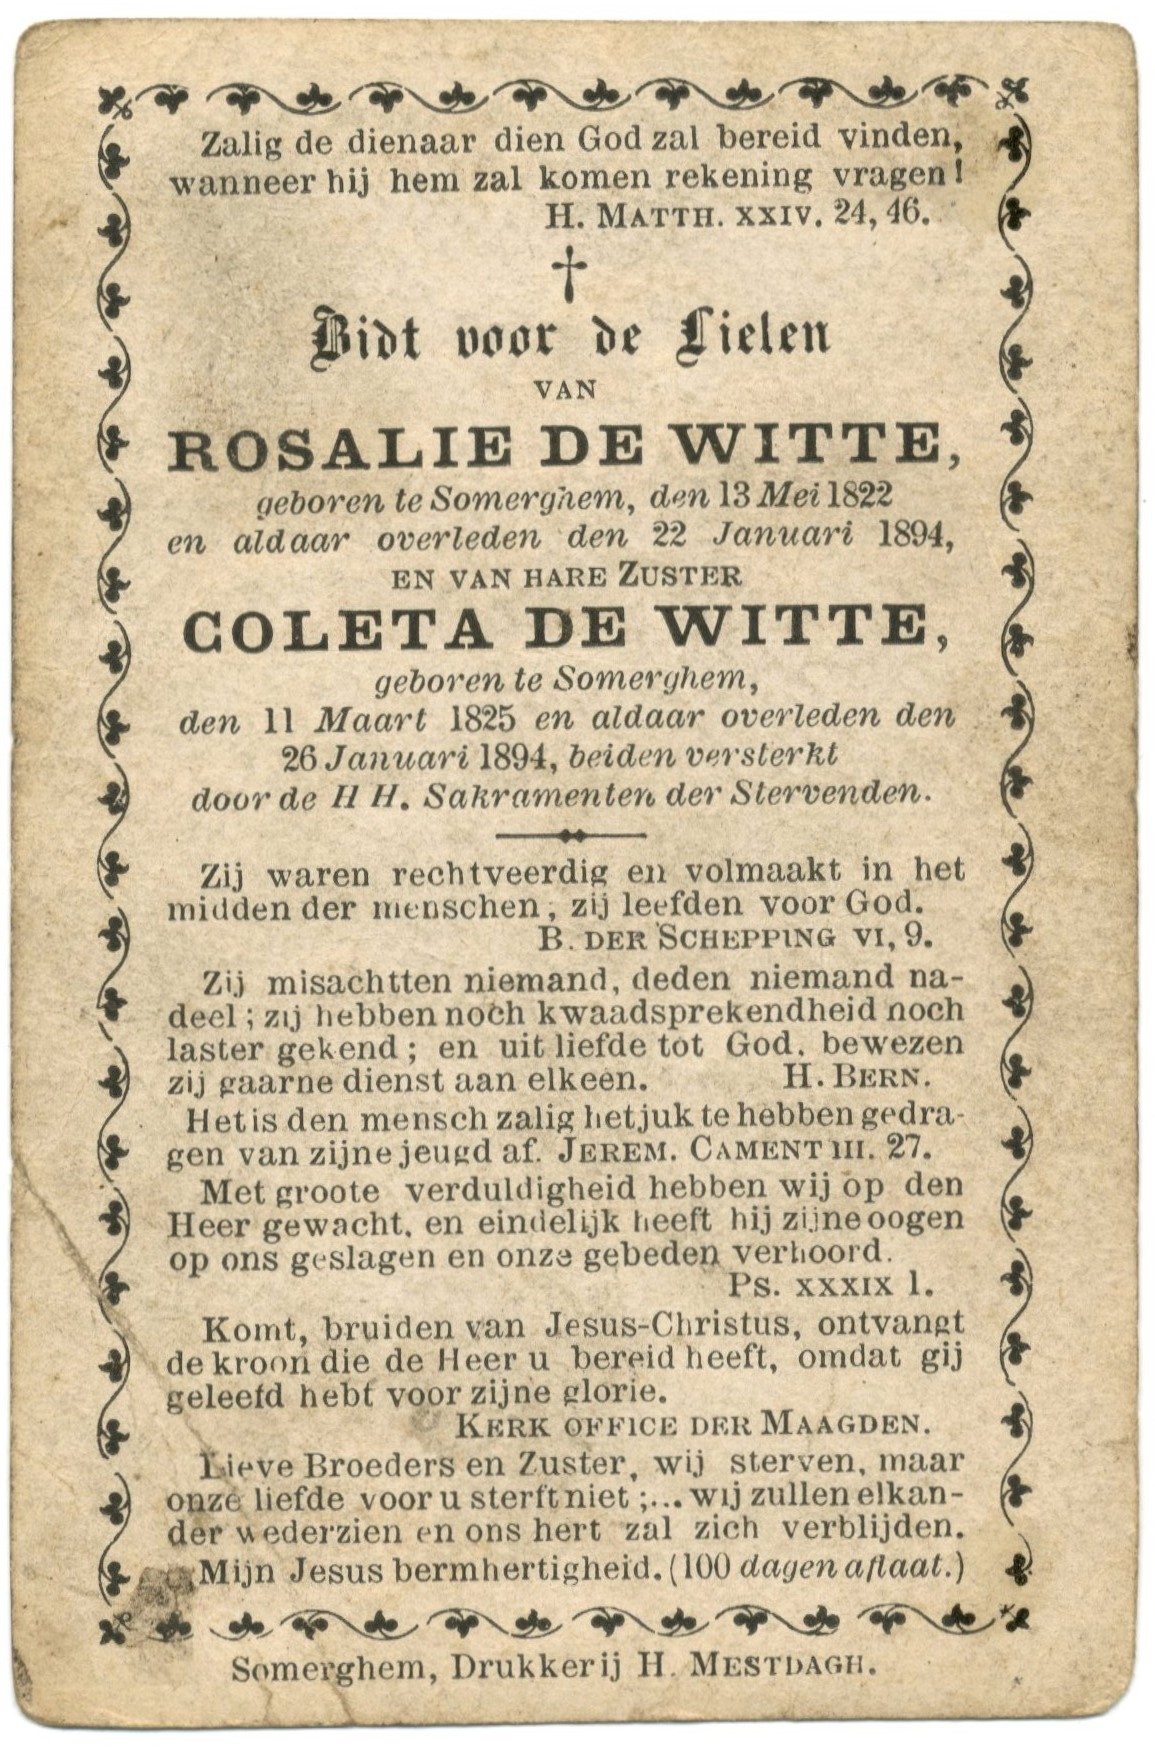 Zalig de dienaar dien God zal bereid vinden,
wanneer hij hem zal komen rekening vragen!
H. MATTH. XXIV. 24, 46.
†
Bidt voor de Zielen
VAN
ROSALIE DE WITTE,
geboren te Somerghem, den 13 Mei 1822
en aldaar overleden den 22 Januari 1894,
EN VAN HARE ZUSTER
COLETA DE WITTE,
geboren te Somerghem,
den 11 Maart 1825 en aldaar overleden den
26 Januari 1894, beiden versterkt
door de H H. Sakramenten der Stervenden.
Zij waren rechtveerdig en volmaakt in het
midden der menschen, zij leefden voor God.
B. DER SCHEPPING VI, 9.
Zij misachtten niemand, deden niemand na-
deel; zij hebben noch kwaadsprekendheid noch
laster gekend; en uit liefde tot God. bewezen
zij gaarne dienst aan elkeen. H. BERN.
Het is den mensch zalig het juk te hebben gedra-
gen van zijne jeugd af. JEREM. CAMENT III. 27.
Met groote verduldigheid hebben wij op den
Heer gewacht, en eindelijk heeft hij zijne oogen
op ons geslagen en onze gebeden verhoord.
PS. XXXIX 1.
Komt, bruiden van Jesus-Christus, ontvangt
de kroon die de Heer u bereid heeft, omdat gij
geleefd hebt voor zijne glorie.
KERK OFFICE DER MAAGDEN.
Lieve Broeders en Zuster, wij sterven, maar
onze liefde voor u sterft niet;... wij zullen elkan-
der wederzien en ons hert zal zich verblijden.
Mijn Jesus bermhertigheid. (100 dagen aflaat.)
Somerghem, Drukkerij H. MESTDAGH.